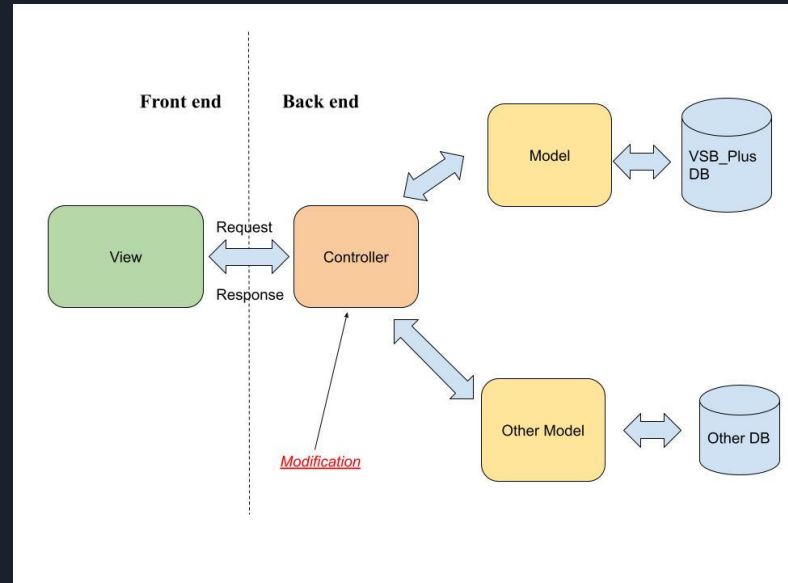 Front end
Back end
Model
VSB_Plus
DB
Request
View
Controller
Response
Other Model
Other DB
Modification